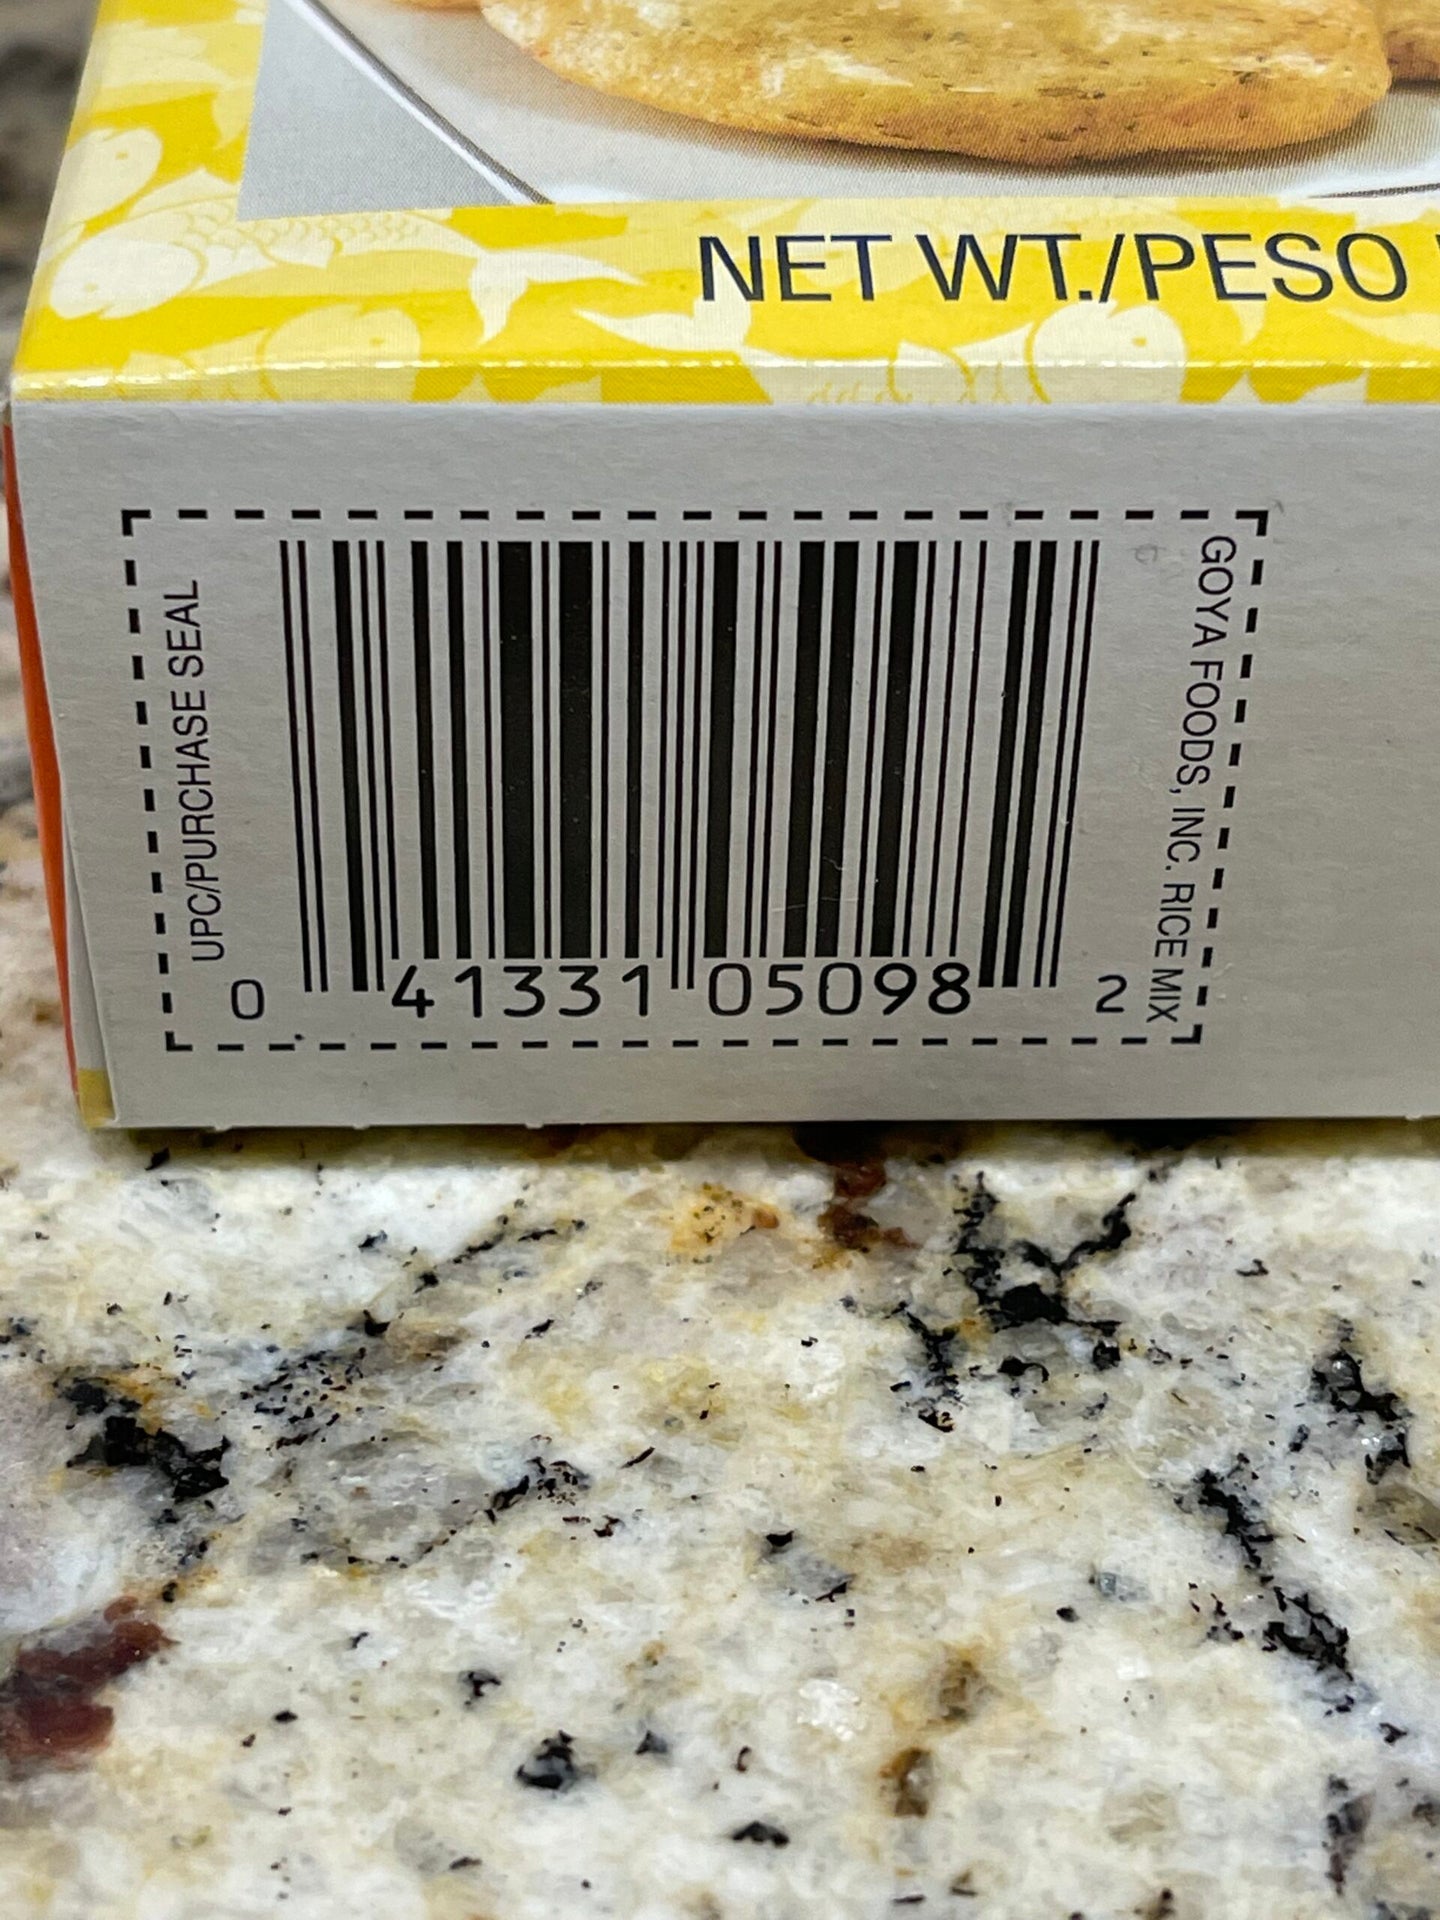 NET WT./PESO
UPC/PURCHASE SEAL
GOYA FOODS, INC. RICE MIX
0 41331 05098 2